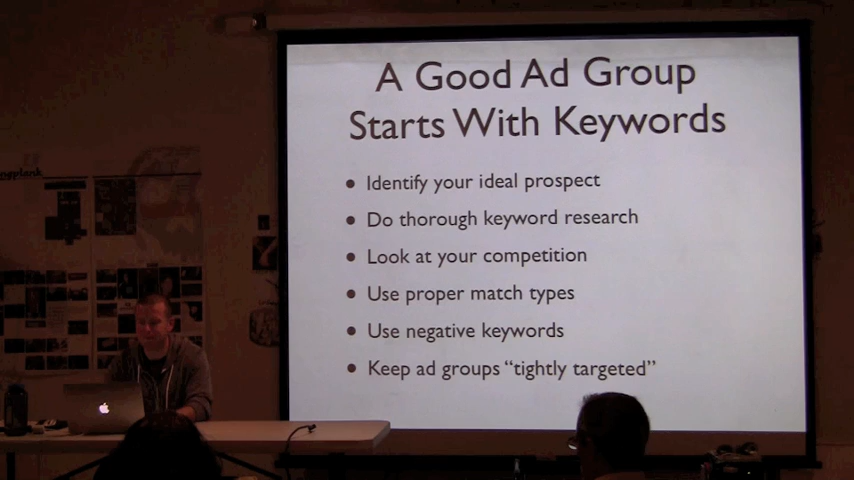 A Good Ad Group
Starts With Keywords
• Identify your ideal prospect
• Do thorough keyword research
• Look at your competition
• Use proper match types
• Use negative keywords
• Keep ad groups “tightly targeted”